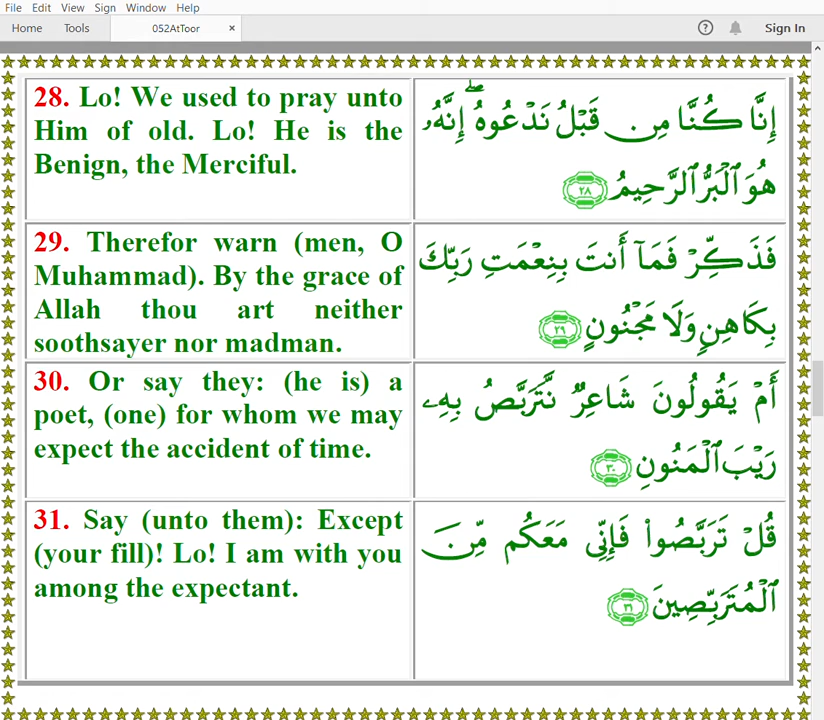 File Edit View Sign Window Help
Home Tools 052AtToor × ? Sign In
28. Lo! We used to pray unto
Him of old. Lo! He is the
Benign, the Merciful.
إِنَّا كُنَّا مِن قَبْلُ نَدْعُوهُ ۖ إِنَّهُۥ
هُوَ ٱلْبَرُّ ٱلرَّحِيمُ ٢٨
29. Therefor warn (men, O
Muhammad). By the grace of
Allah thou art neither
soothsayer nor madman.
فَذَكِّرْ فَمَآ أَنتَ بِنِعْمَتِ رَبِّكَ
بِكَاهِنٍ وَلَا مَجْنُونٍ ٢٩
30. Or say they: (he is) a
poet, (one) for whom we may
expect the accident of time.
أَمْ يَقُولُونَ شَاعِرٌ نَّتَرَبَّصُ بِهِۦ
رَيْبَ ٱلْمَنُونِ ٣٠
31. Say (unto them): Except
(your fill)! Lo! I am with you
among the expectant.
قُلْ تَرَبَّصُوا۟ فَإِنِّى مَعَكُم مِّنَ
ٱلْمُتَرَبِّصِينَ ٣١